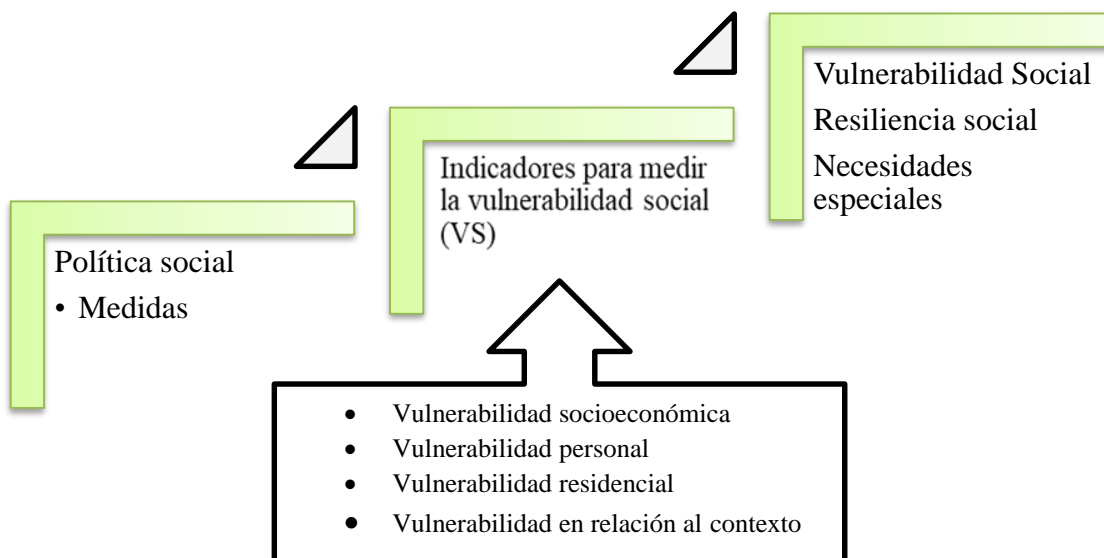 Vulnerabilidad Social
Resiliencia social
Necesidades
especiales
Indicadores para medir
la vulnerabilidad social
(VS)
Política social
• Medidas
• Vulnerabilidad socioeconómica
• Vulnerabilidad personal
• Vulnerabilidad residencial
• Vulnerabilidad en relación al contexto